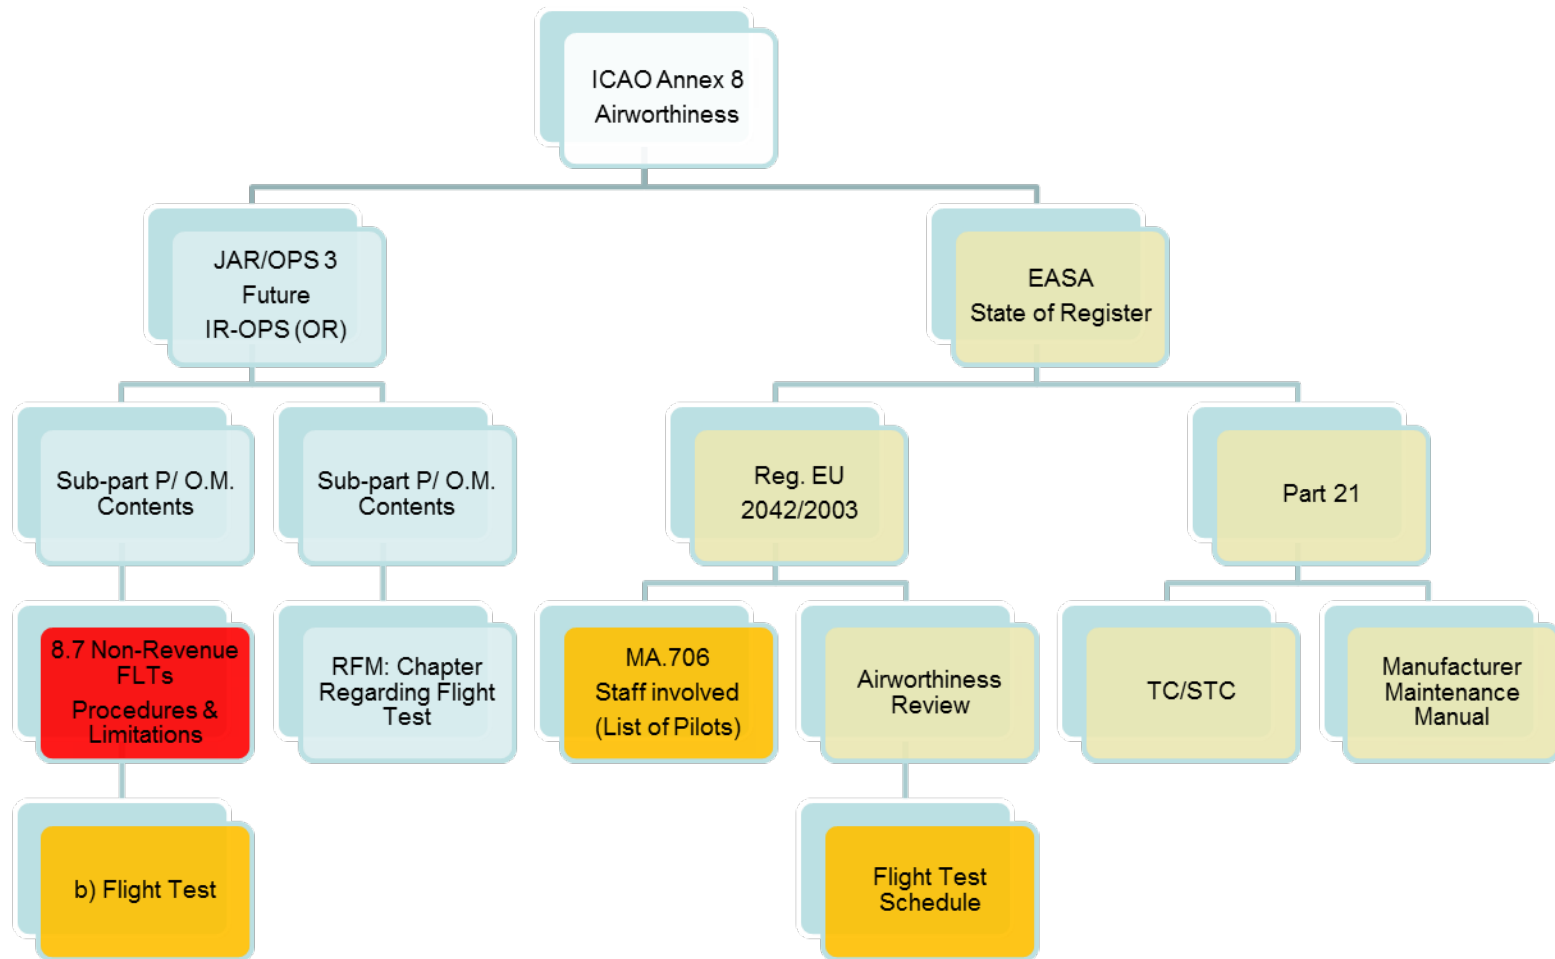 ICAO Annex 8
Airworthiness
JAR/OPS 3
Future
IR-OPS (OR)
EASA
State of Register
Sub-part P/ O.M.
Contents
Sub-part P/ O.M.
Contents
Reg. EU
2042/2003
Part 21
8.7 Non-Revenue
FLTs
Procedures &
Limitations
RFM: Chapter
Regarding Flight
Test
MA.706
Staff involved
(List of Pilots)
Airworthiness
Review
TC/STC
Manufacturer
Maintenance
Manual
b) Flight Test
Flight Test
Schedule